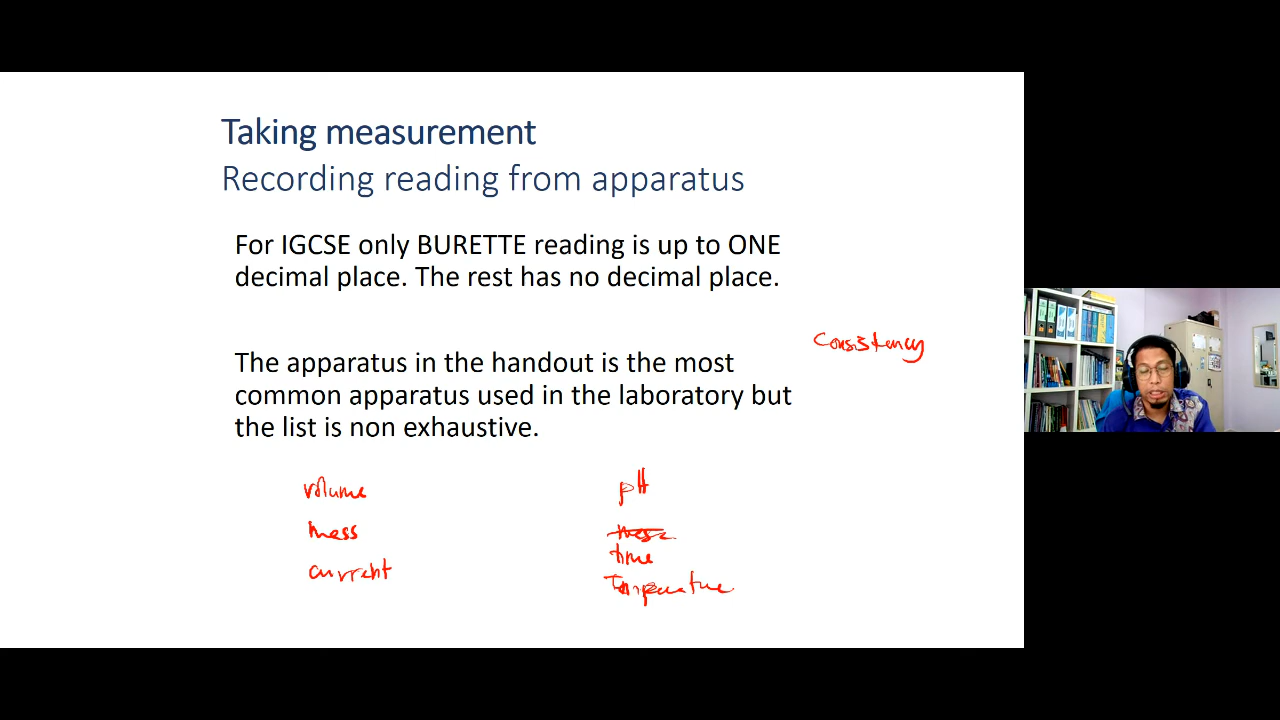 Taking measurement
Recording reading from apparatus
For IGCSE only BURETTE reading is up to ONE
decimal place. The rest has no decimal place.
Consistency
The apparatus in the handout is the most
common apparatus used in the laboratory but
the list is non exhaustive.
volume
pH
mass
mass
time
current
Temperature